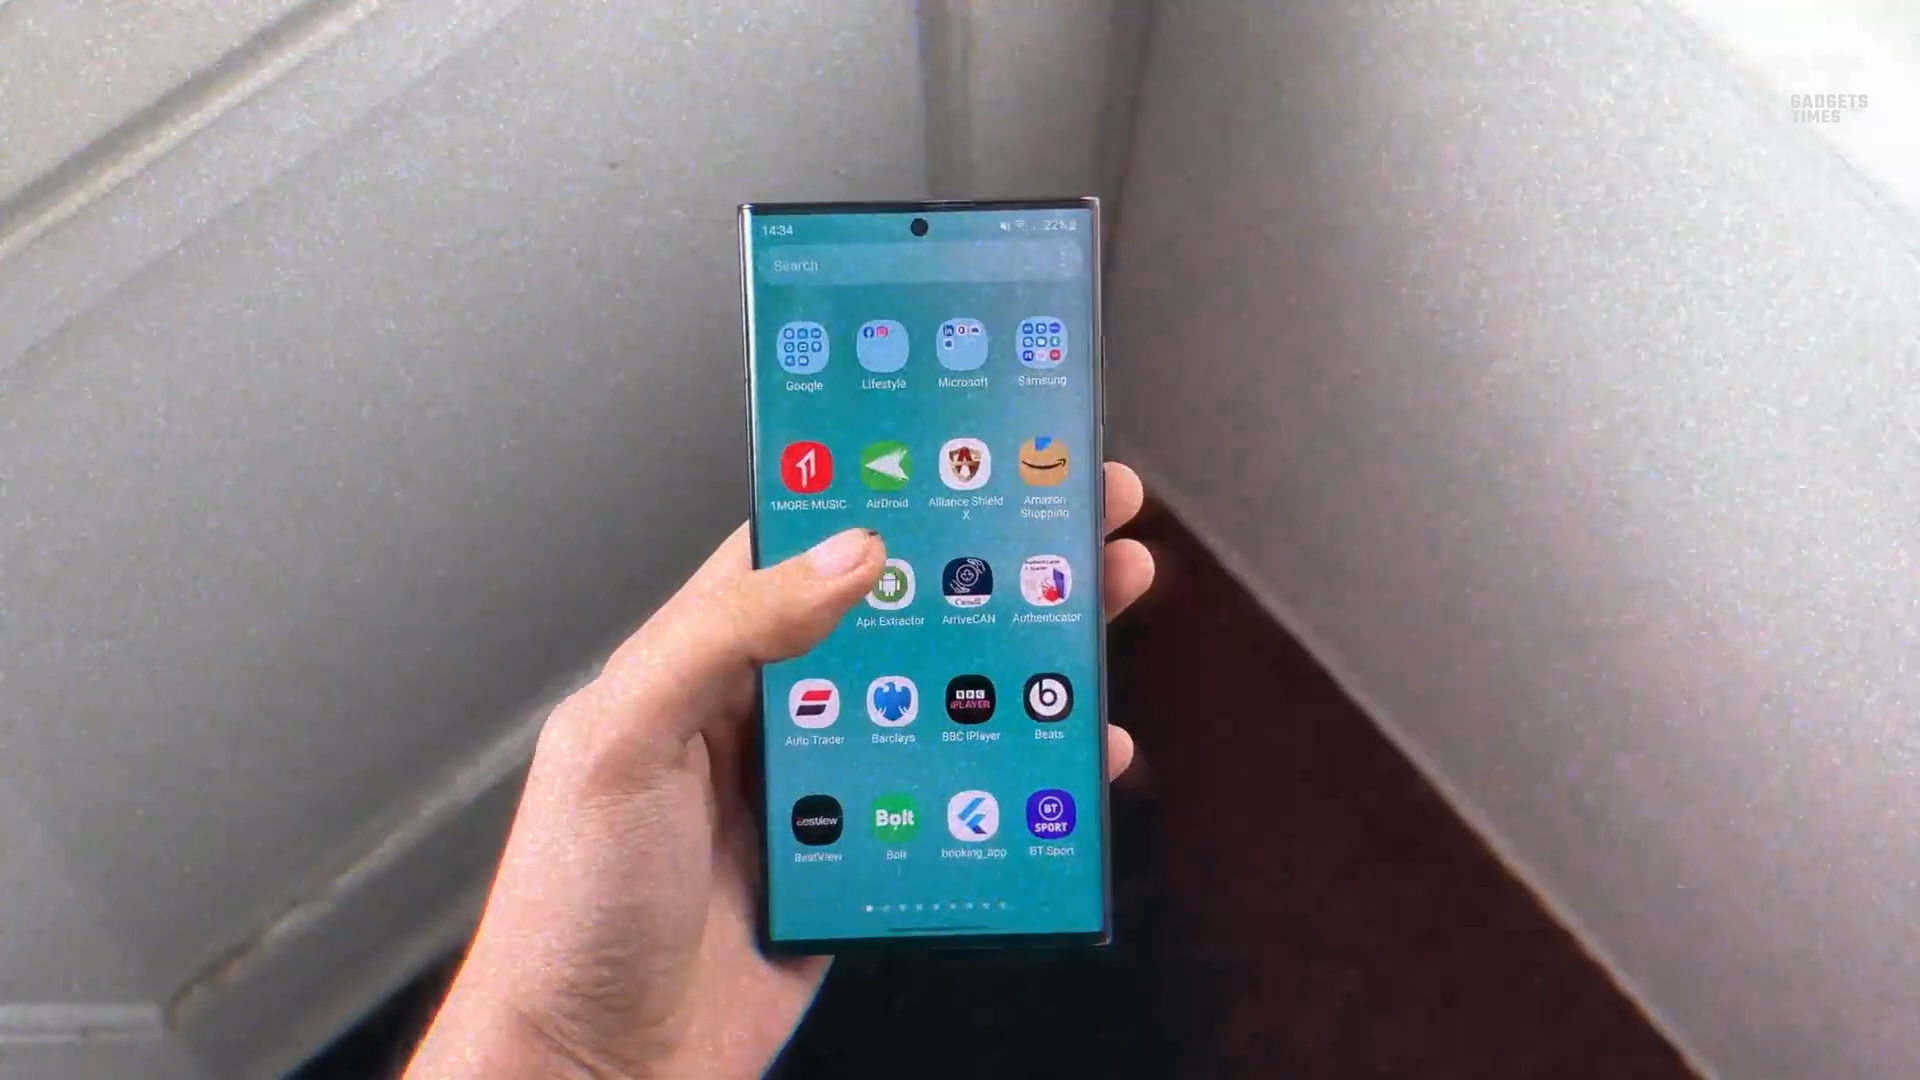 GT
GADGETS
TIMES
14:34
22%
Search
Google
Lifestyle
Microsoft
Samsung
1MORE MUSIC
AirDroid
Alliance Shield
X
Amazon
Shopping
Apk Extractor
ArriveCAN
Authenticator
Auto Trader
Barclays
BBC
iPLAYER
BBC iPlayer
Beats
BestView
Bolt
Bolt
booking_app
BT
SPORT
BT Sport